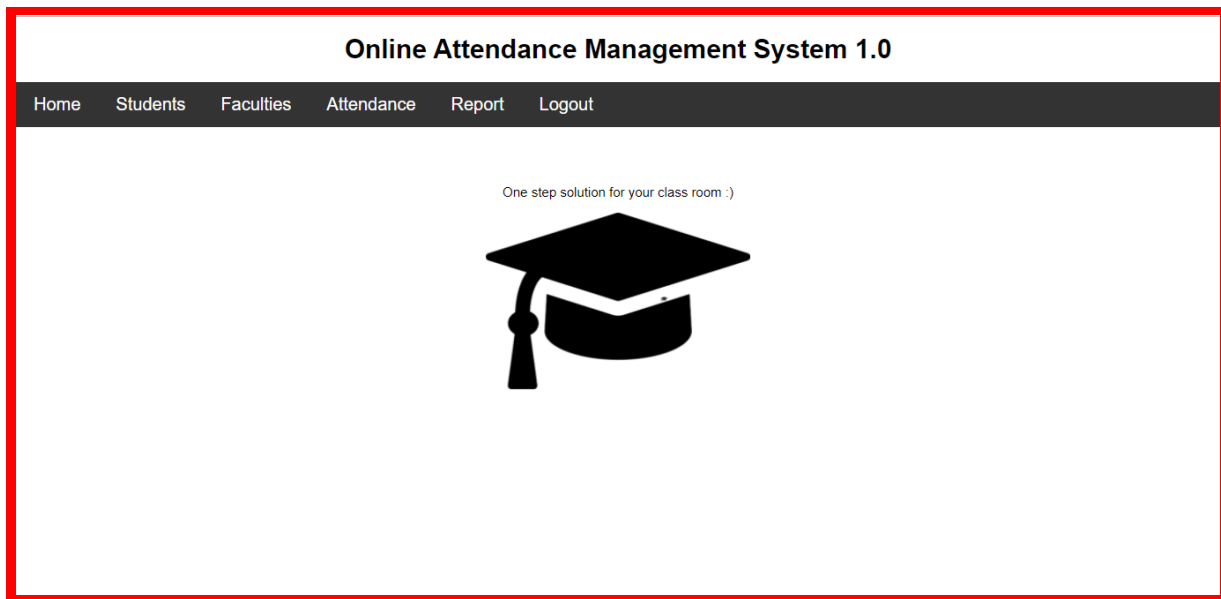 Online Attendance Management System 1.0
Home Students Faculties Attendance Report Logout
One step solution for your class room :)